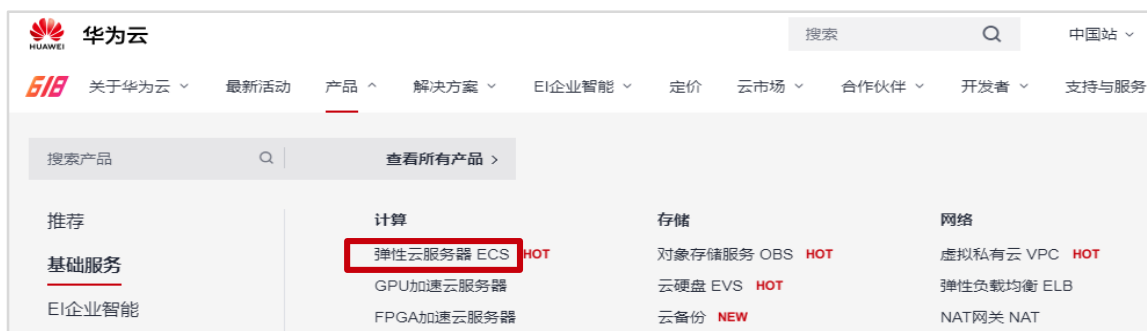 HUAWEI 华为云 搜索 中国站
618 关于华为云 最新活动 产品 解决方案 EI企业智能 定价 云市场 合作伙伴 开发者 支持与服务
搜索产品 查看所有产品 >
推荐 计算 存储 网络
基础服务 弹性云服务器 ECS HOT 对象存储服务 OBS HOT 虚拟私有云 VPC HOT
GPU加速云服务器 云硬盘 EVS HOT 弹性负载均衡 ELB
EI企业智能 FPGA加速云服务器 云备份 NEW NAT网关 NAT